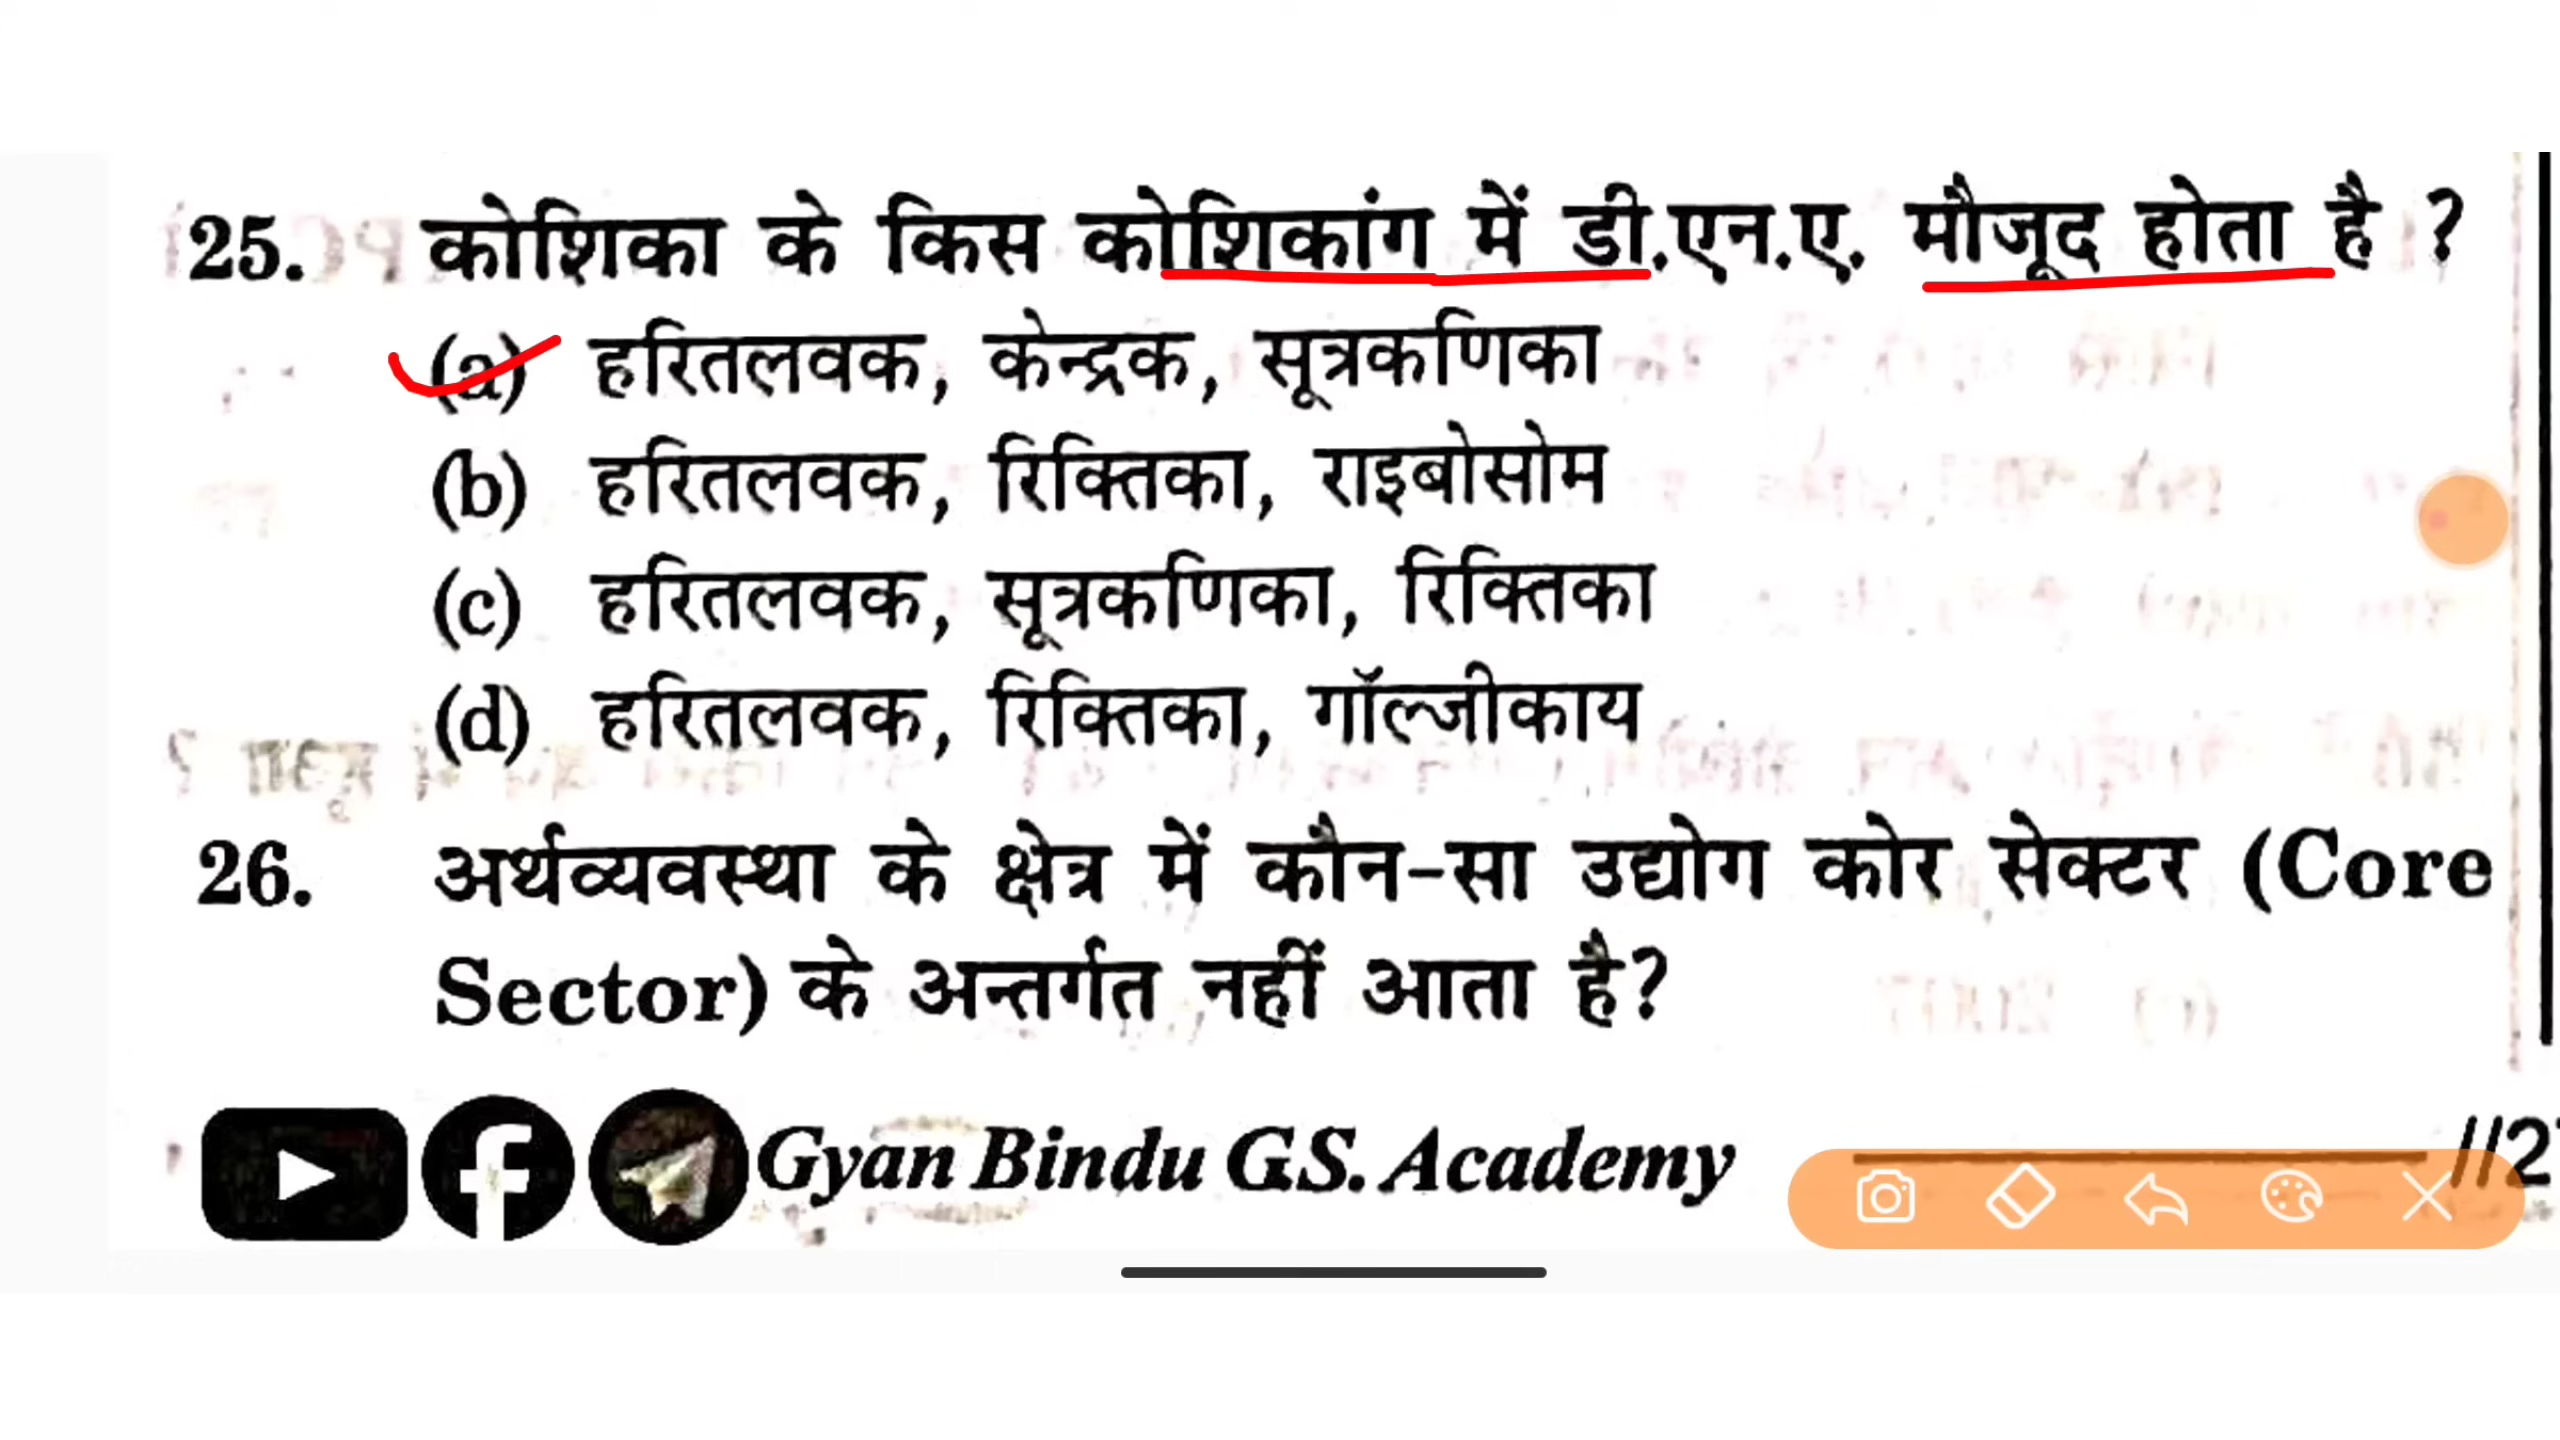 25. कोशिका के किस कोशिकांग में डी.एन.ए. मौजूद होता है ?
(a) हरितलवक, केन्द्रक, सूत्रकणिका
(b) हरितलवक, रिक्तिका, राइबोसोम
(c) हरितलवक, सूत्रकणिका, रिक्तिका
(d) हरितलवक, रिक्तिका, गॉल्जीकाय
26. अर्थव्यवस्था के क्षेत्र में कौन-सा उद्योग कोर सेक्टर (Core
Sector) के अन्तर्गत नहीं आता है?
Gyan Bindu G.S. Academy